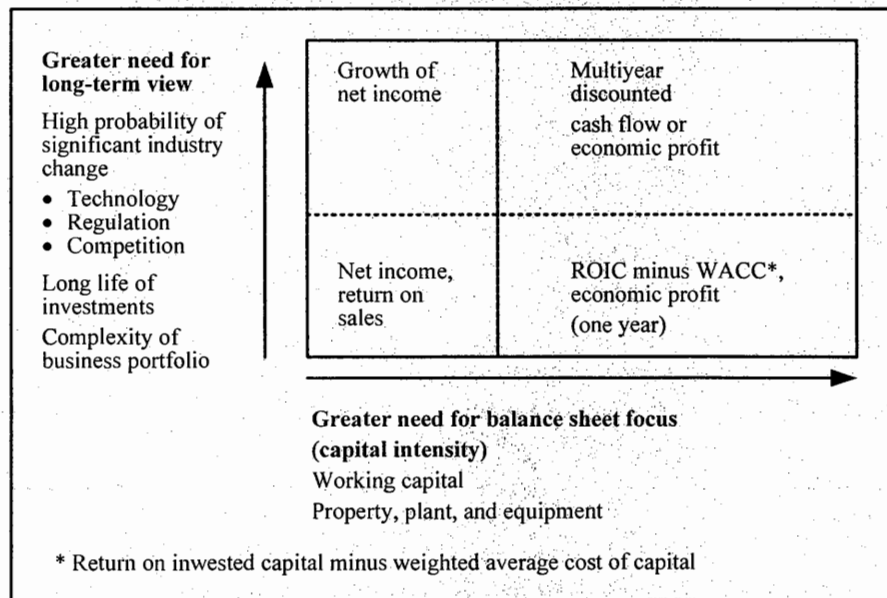 Greater need for
long-term view
High probability of
significant industry
change
• Technology
• Regulation
• Competition
Long life of
investments
Complexity of
business portfolio
Growth of
net income
Multiyear
discounted
cash flow or
economic profit
Net income,
return on
sales
ROIC minus WACC*,
economic profit
(one year)
Greater need for balance sheet focus
(capital intensity)
Working capital
Property, plant, and equipment
* Return on inwested capital minus weighted average cost of capital